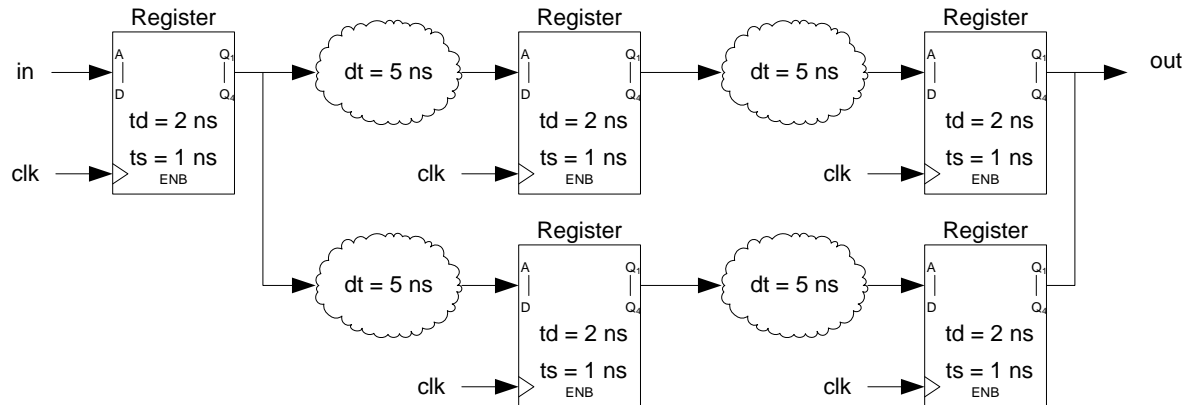 Register
Register
Register
A
D
Q1
Q4
A
D
Q1
Q4
A
D
Q1
Q4
in
dt = 5 ns
dt = 5 ns
out
td = 2 ns
td = 2 ns
td = 2 ns
ts = 1 ns
ts = 1 ns
ts = 1 ns
clk
ENB
clk
ENB
clk
ENB
Register
Register
A
D
Q1
Q4
A
D
Q1
Q4
dt = 5 ns
dt = 5 ns
td = 2 ns
td = 2 ns
ts = 1 ns
ts = 1 ns
clk
ENB
clk
ENB